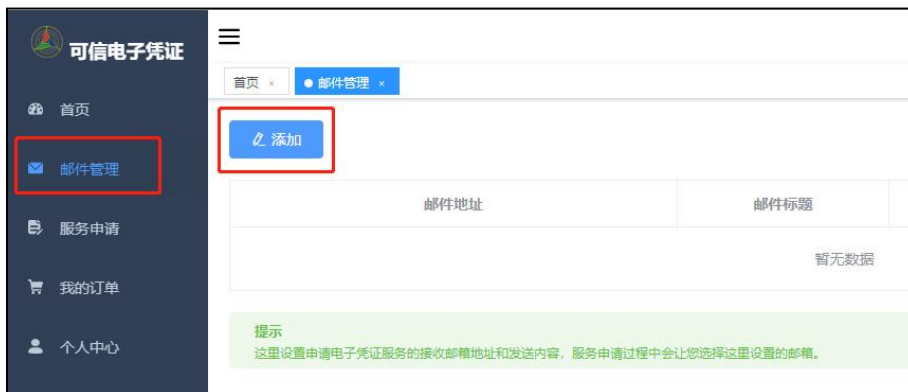 可信电子凭证
首页 ×
邮件管理 ×
首页
添加
邮件管理
邮件地址
邮件标题
服务申请
暂无数据
我的订单
提示
这里设置申请电子凭证服务的接收邮箱地址和发送内容，服务申请过程中会让您选择这里设置的邮箱。
个人中心